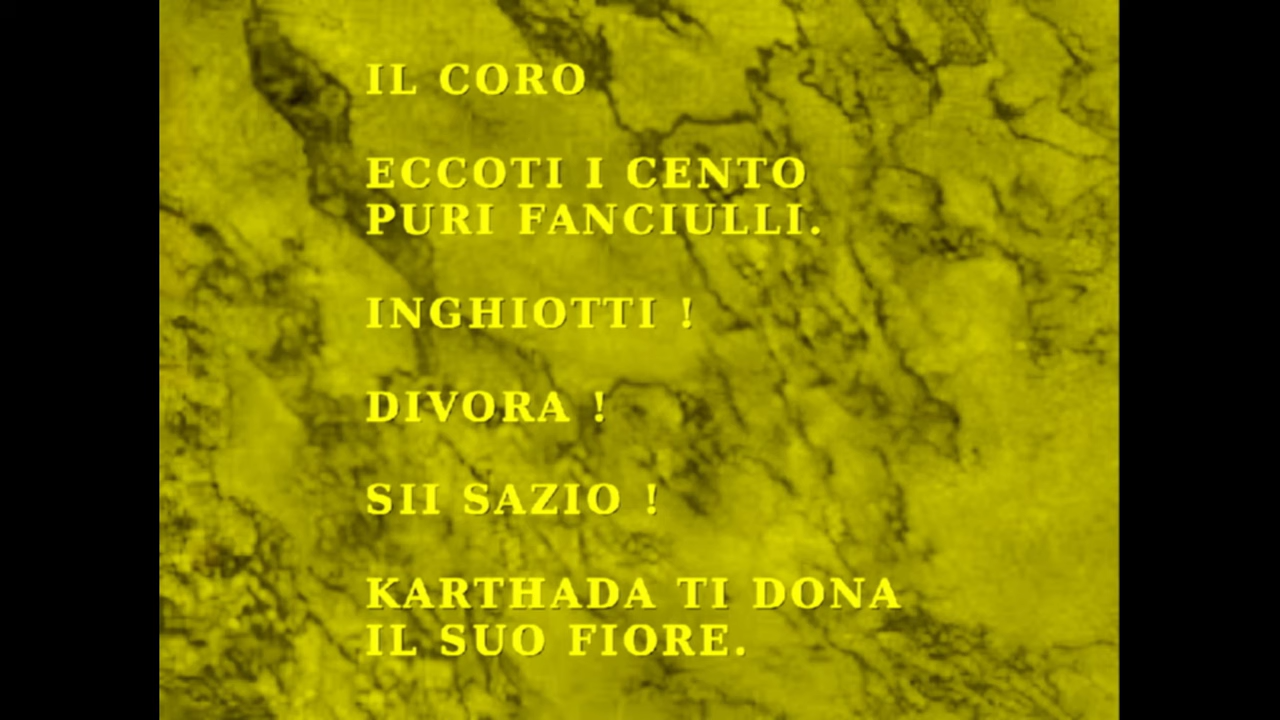 IL CORO
ECCOTI I CENTO
PURI FANCIULLI.
INGHIOTTI !
DIVORA !
SII SAZIO !
KARTHADA TI DONA
IL SUO FIORE.